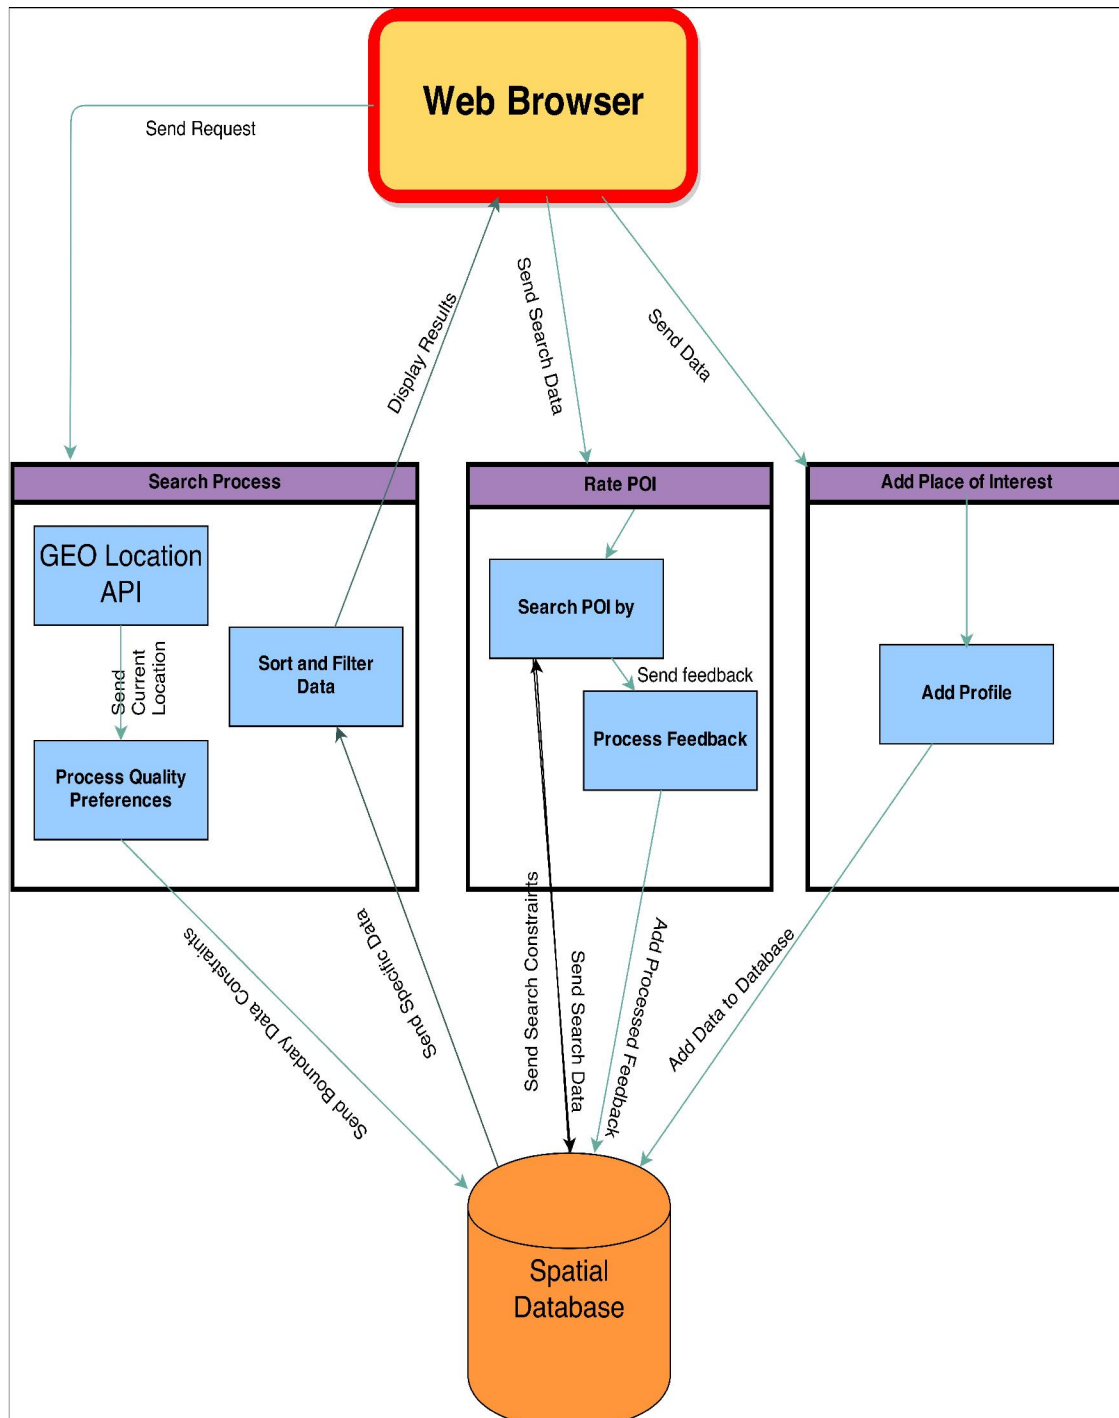 Web Browser
Send Request
Display Results
Send Search Data
Send Data
Search Process
Rate POI
Add Place of Interest
GEO Location
API
Send
Current
Location
Sort and Filter
Data
Process Quality
Preferences
Search POI by
Send feedback
Process Feedback
Add Profile
Send Boundary Data Constraints
Send Specific Data
Send Search Constraints
Send Search Data
Add Processed Feedback
Add Data to Database
Spatial
Database